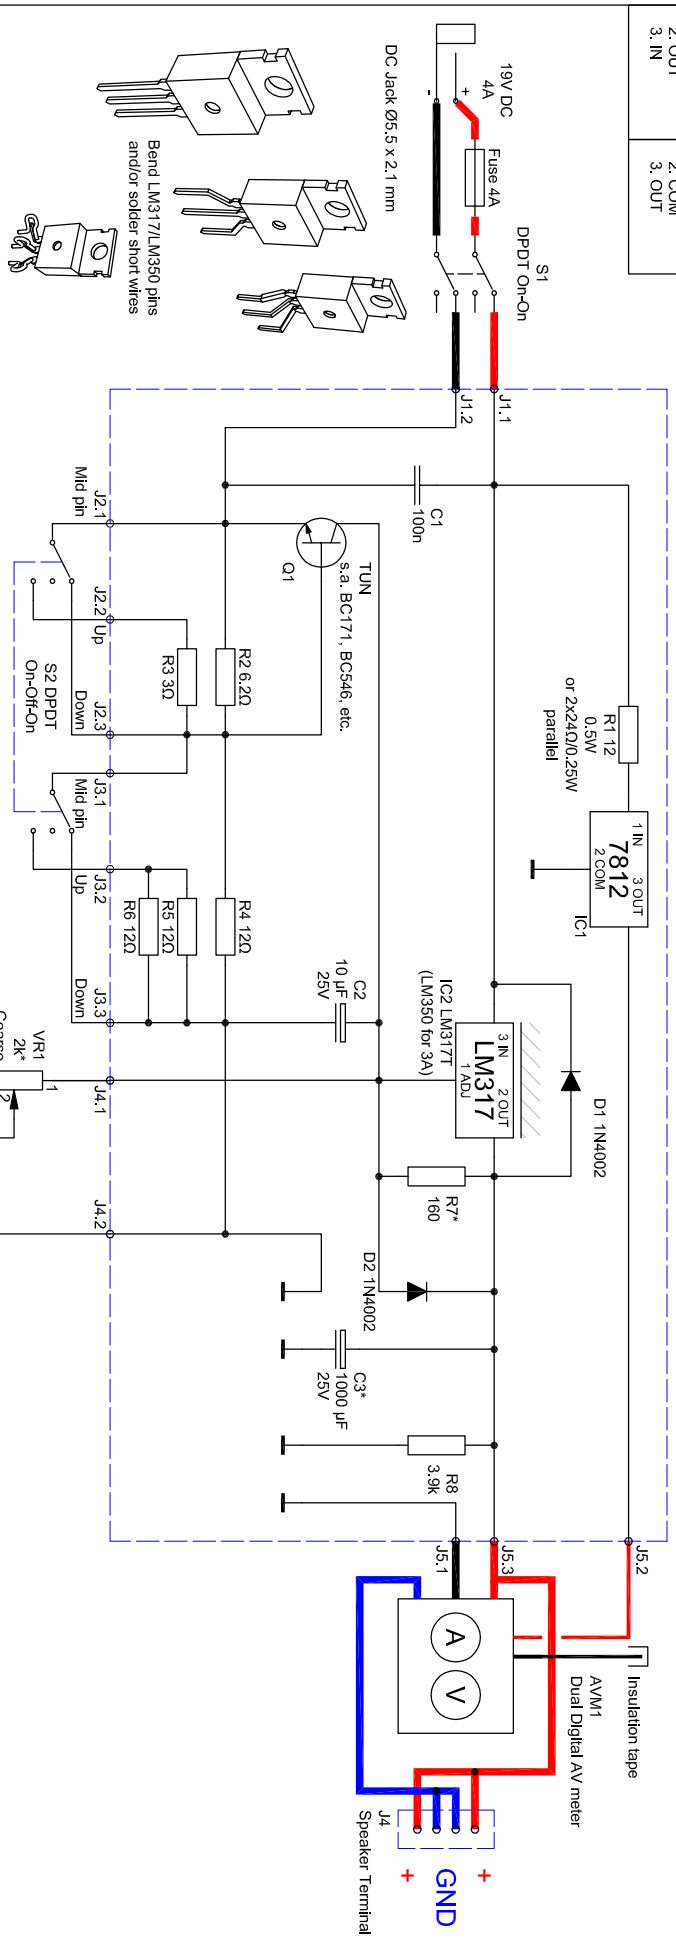 2. OUT
3. IN
2. COM
3. OUT
19V DC
4A
+
-
Fuse 4A
DC Jack Ø5.5 x 2.1 mm
S1
DPDT On-On
Bend LM317/LM350 pins
and/or solder short wires
J1.1
J1.2
C1
100n
R1 12
0.5W
or 2x24Ω/0.25W
parallel
1 IN
3 OUT
7812
2 COM
IC1
TUN
s.a. BC171, BC546, etc.
Q1
J2.1
Mid pin
J2.2
Up
J2.3
Down
R2 6.2Ω
R3 3Ω
S2 DPDT
On-Off-On
J3.1
Mid pin
J3.2
Up
J3.3
Down
R4 12Ω
R5 12Ω
R6 12Ω
C2
10 µF
25V
IC2 LM317T
(LM350 for 3A)
3 IN
2 OUT
LM317
1 ADJ
D1 1N4002
R7*
160
D2 1N4002
VR1
2k*
Coarse
1
2
J4.1
J4.2
C3*
1000 µF
25V
R8
3.9k
J5.2
J5.3
J5.1
A
V
Insulation tape
AVM1
Dual Digital AV meter
J4
Speaker Terminal
+
GND
+